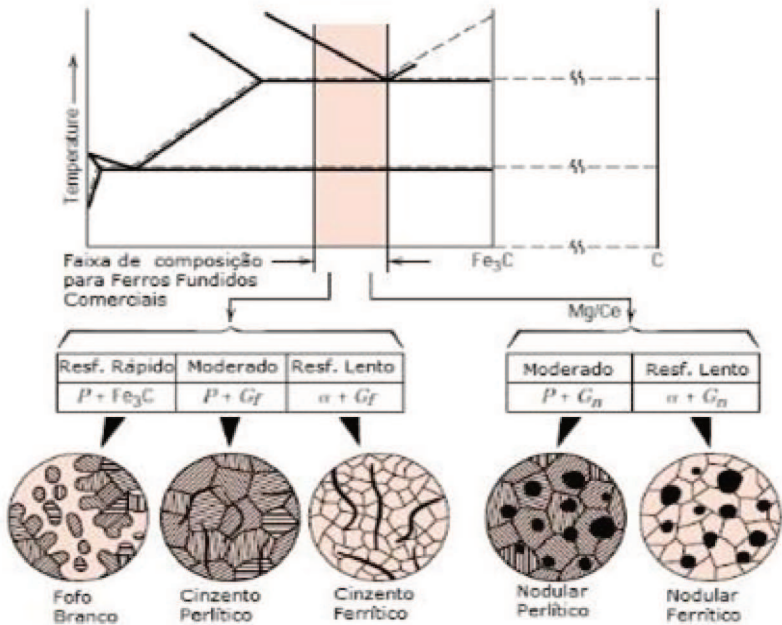 Temperature
Faixa de composição
para Ferros Fundidos
Comerciais
Fe₃C
C
Mg/Ce
Resf. Rápido
Moderado
Resf. Lento
P + Fe₃C
P + Gf
α + Gf
Moderado
Resf. Lento
P + Gn
α + Gn
Fofo
Branco
Cinzento
Perlítico
Cinzento
Ferrítico
Nodular
Perlítico
Nodular
Ferrítico